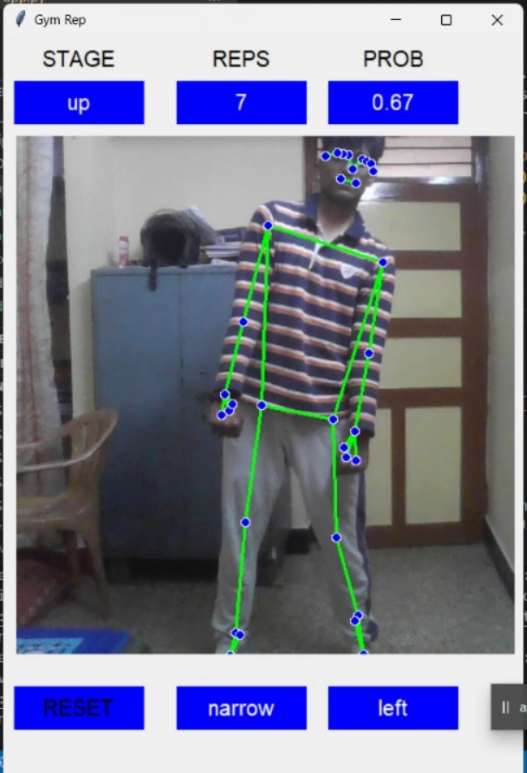 Gym Rep
STAGE REPS PROB
up 7 0.67
RESET narrow left